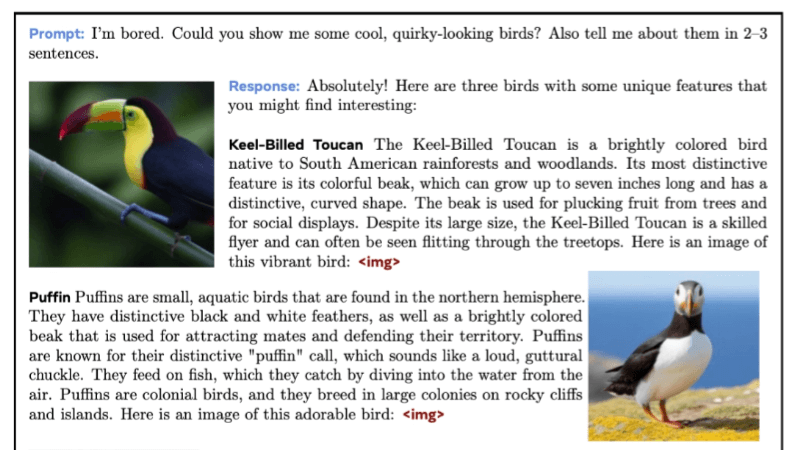 Prompt: I'm bored. Could you show me some cool, quirky-looking birds? Also tell me about them in 2–3
sentences.
Response: Absolutely! Here are three birds with some unique features that
you might find interesting:
Keel-Billed Toucan The Keel-Billed Toucan is a brightly colored bird
native to South American rainforests and woodlands. Its most distinctive
feature is its colorful beak, which can grow up to seven inches long and has a
distinctive, curved shape. The beak is used for plucking fruit from trees and
for social displays. Despite its large size, the Keel-Billed Toucan is a skilled
flyer and can often be seen flitting through the treetops. Here is an image of
this vibrant bird: <img>
Puffin Puffins are small, aquatic birds that are found in the northern hemisphere.
They have distinctive black and white feathers, as well as a brightly colored
beak that is used for attracting mates and defending their territory. Puffins
are known for their distinctive "puffin" call, which sounds like a loud, guttural
chuckle. They feed on fish, which they catch by diving into the water from the
air. Puffins are colonial birds, and they breed in large colonies on rocky cliffs
and islands. Here is an image of this adorable bird: <img>